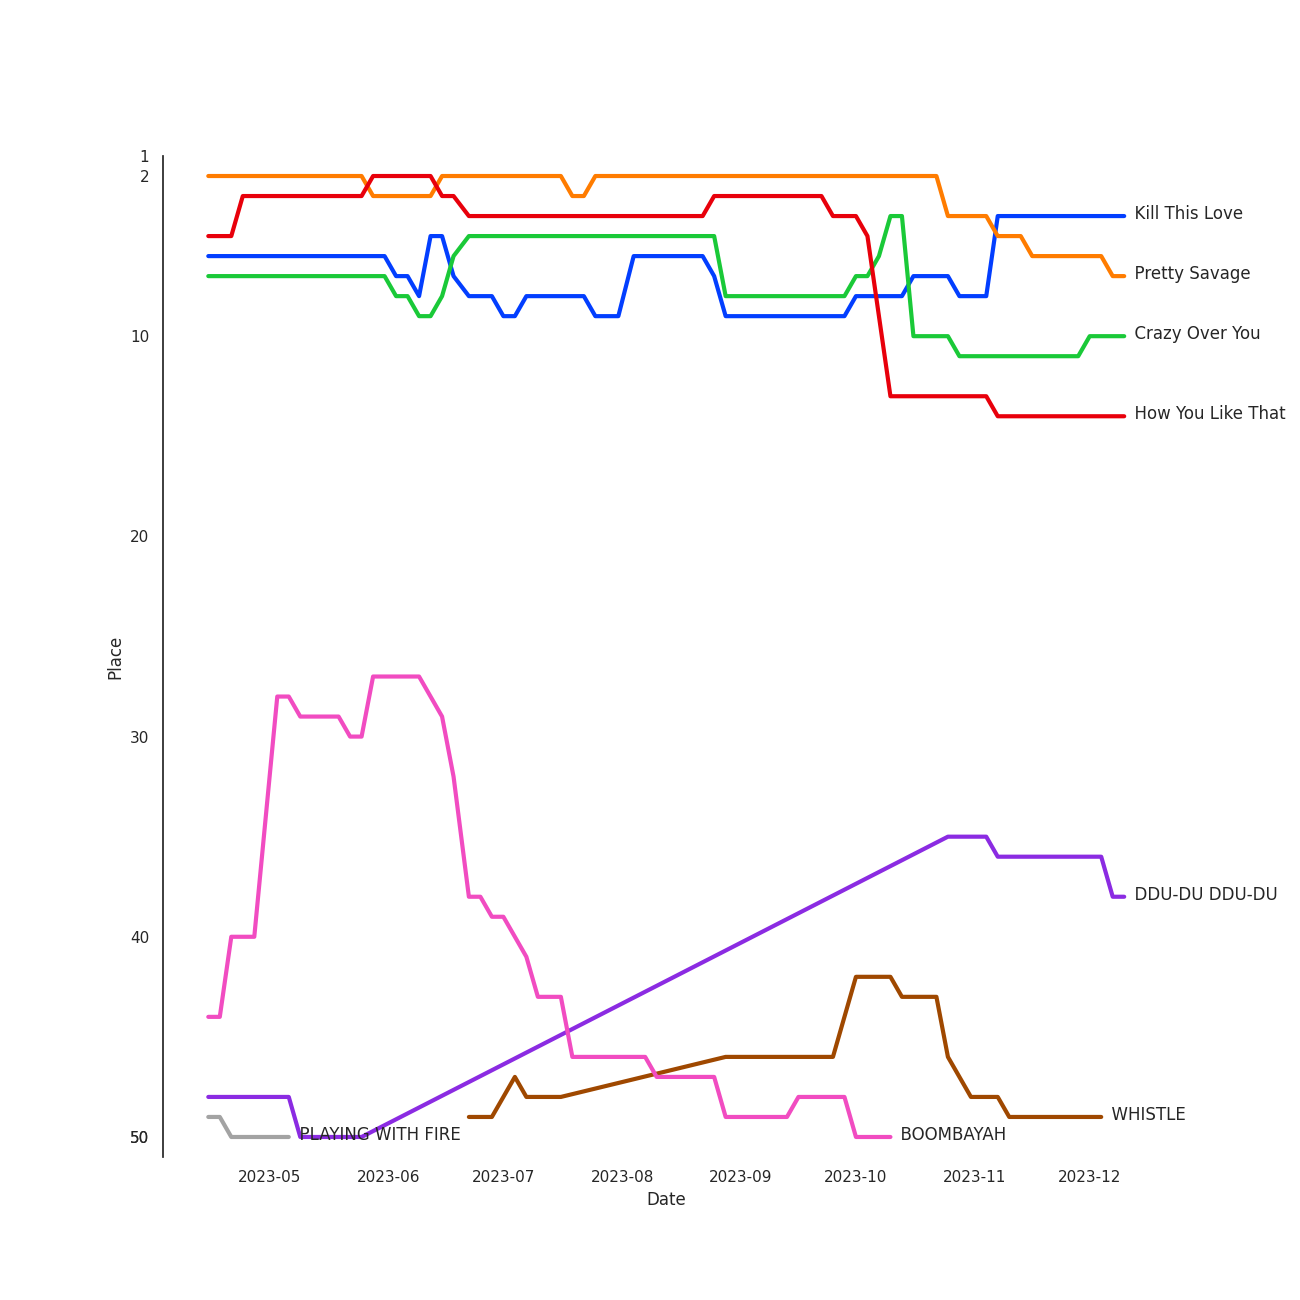 1
2
Kill This Love
Pretty Savage
10
Crazy Over You
How You Like That
20
Place
30
DDU-DU DDU-DU
40
WHISTLE
50
PLAYING WITH FIRE
BOOMBAYAH
2023-05
2023-06
2023-07
2023-08
2023-09
2023-10
2023-11
2023-12
Date